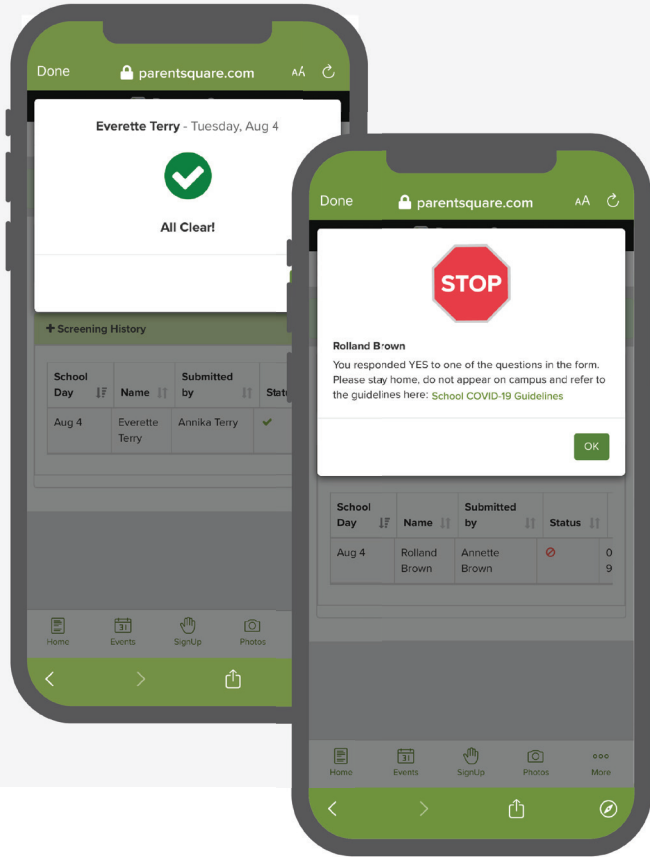 Done
parentsquare.com
AA
Everette Terry - Tuesday, Aug 4
All Clear!
+ Screening History
School Day
Name
Submitted by
Aug 4
Everette Terry
Annika Terry
Home
31
Events
SignUp
Photos
Done
parentsquare.com
AA
STOP
Rolland Brown
You responded YES to one of the questions in the form.
Please stay home, do not appear on campus and refer to
the guidelines here: School COVID-19 Guidelines
OK
School Day
Name
Submitted by
Status
Aug 4
Rolland Brown
Annette Brown
0
9
Home
31
Events
SignUp
Photos
More